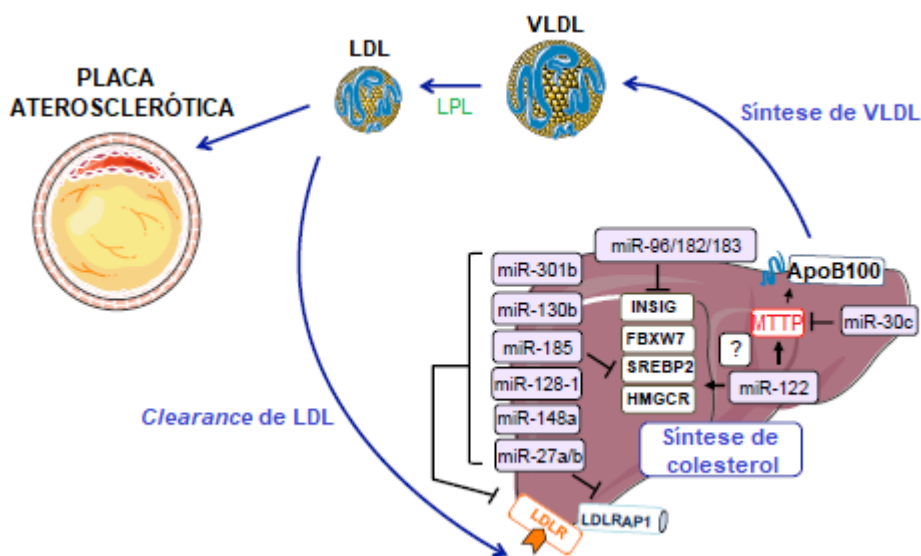 VLDL
LDL
PLACA
ATEROSCLERÓTICA
LPL
Síntese de VLDL
miR-96/182/183
miR-301b
ApoB100
INSIG
miR-130b
MTTP
miR-30c
FBXW7
miR-185
?
SREBP2
miR-128-1
miR-122
HMGCR
Clearance de LDL
miR-148a
Síntese de
colesterol
miR-27a/b
LDLR
LDLRAP1